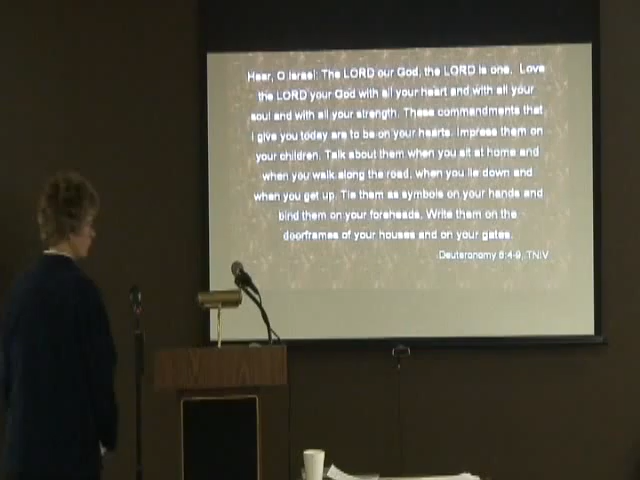 Hear, O Israel: The LORD our God, the LORD is one. Love
the LORD your God with all your heart and with all your
soul and with all your strength. These commandments that
I give you today are to be on your hearts. Impress them on
your children. Talk about them when you sit at home and
when you walk along the road, when you lie down and
when you get up. Tie them as symbols on your hands and
bind them on your foreheads. Write them on the
doorframes of your houses and on your gates.
Deuteronomy 6:4-9, TNIV